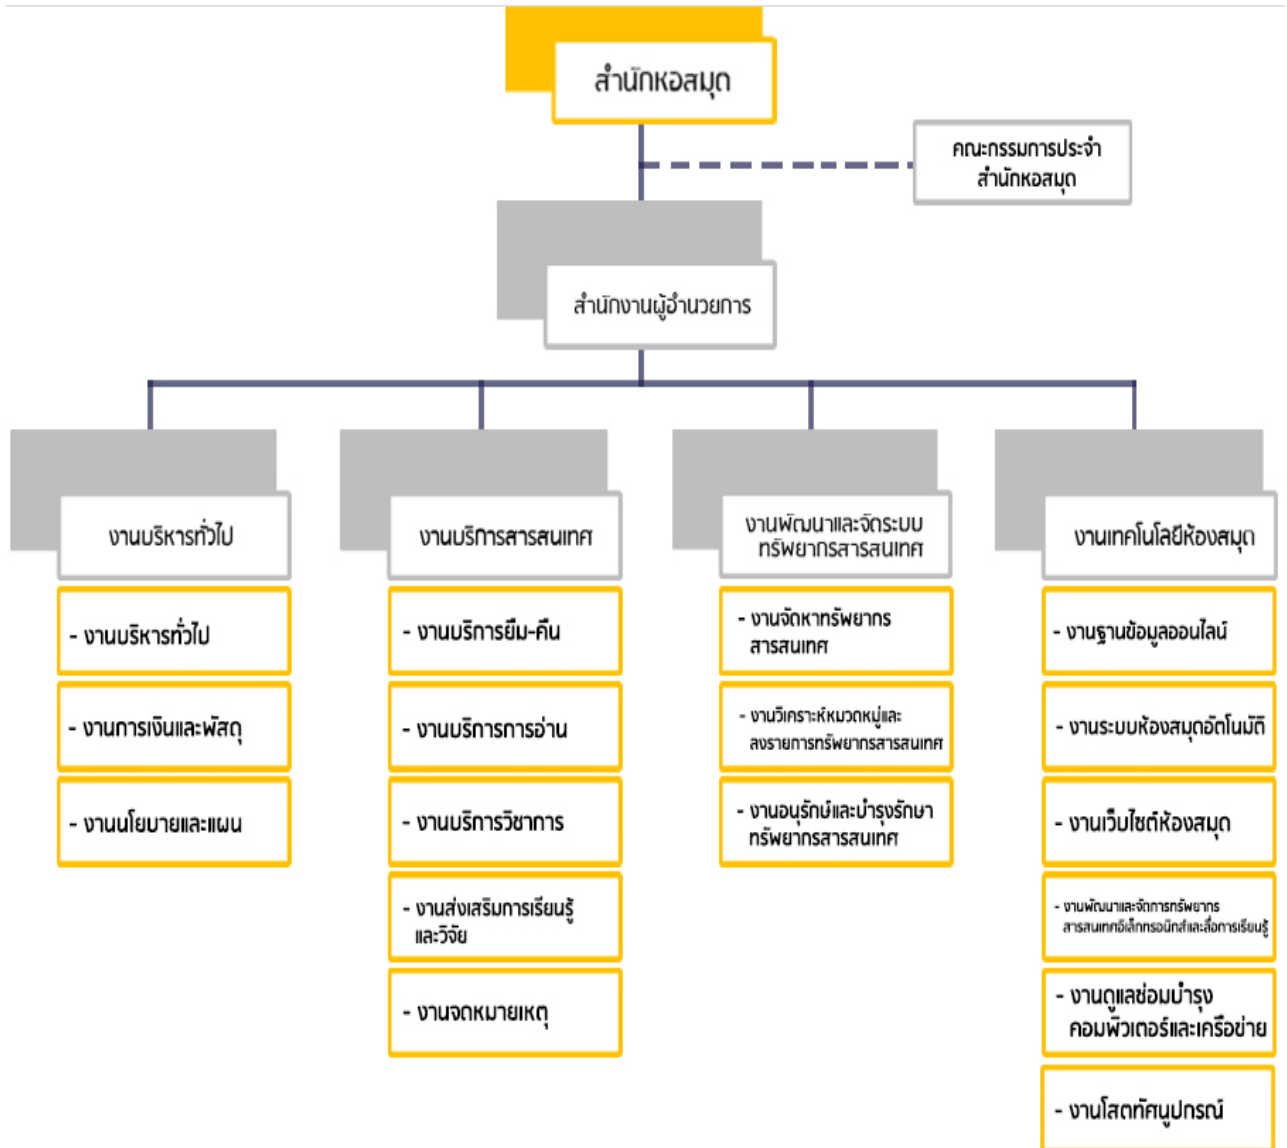 สำนักหอสมุด
คณะกรรมการประจำ
สำนักหอสมุด
สำนักงานผู้อำนวยการ
งานบริหารทั่วไป
- งานบริหารทั่วไป
- งานการเงินและพัสดุ
- งานนโยบายและแผน
งานบริการสารสนเทศ
- งานบริการยืม-คืน
- งานบริการการอ่าน
- งานบริการวิชาการ
- งานส่งเสริมการเรียนรู้
และวิจัย
- งานจดหมายเหตุ
งานพัฒนาและจัดระบบ
ทรัพยากรสารสนเทศ
- งานจัดหาทรัพยากร
สารสนเทศ
- งานวิเคราะห์หมวดหมู่และ
ลงรายการทรัพยากรสารสนเทศ
- งานอนุรักษ์และบำรุงรักษา
ทรัพยากรสารสนเทศ
งานเทคโนโลยีห้องสมุด
- งานฐานข้อมูลออนไลน์
- งานระบบห้องสมุดอัตโนมัติ
- งานเว็บไซต์ห้องสมุด
- งานพัฒนาและจัดการทรัพยากร
สารสนเทศอิเล็กทรอนิกส์และสื่อการเรียนรู้
- งานดูแลซ่อมบำรุง
คอมพิวเตอร์และเครือข่าย
- งานโสตทัศนูปกรณ์